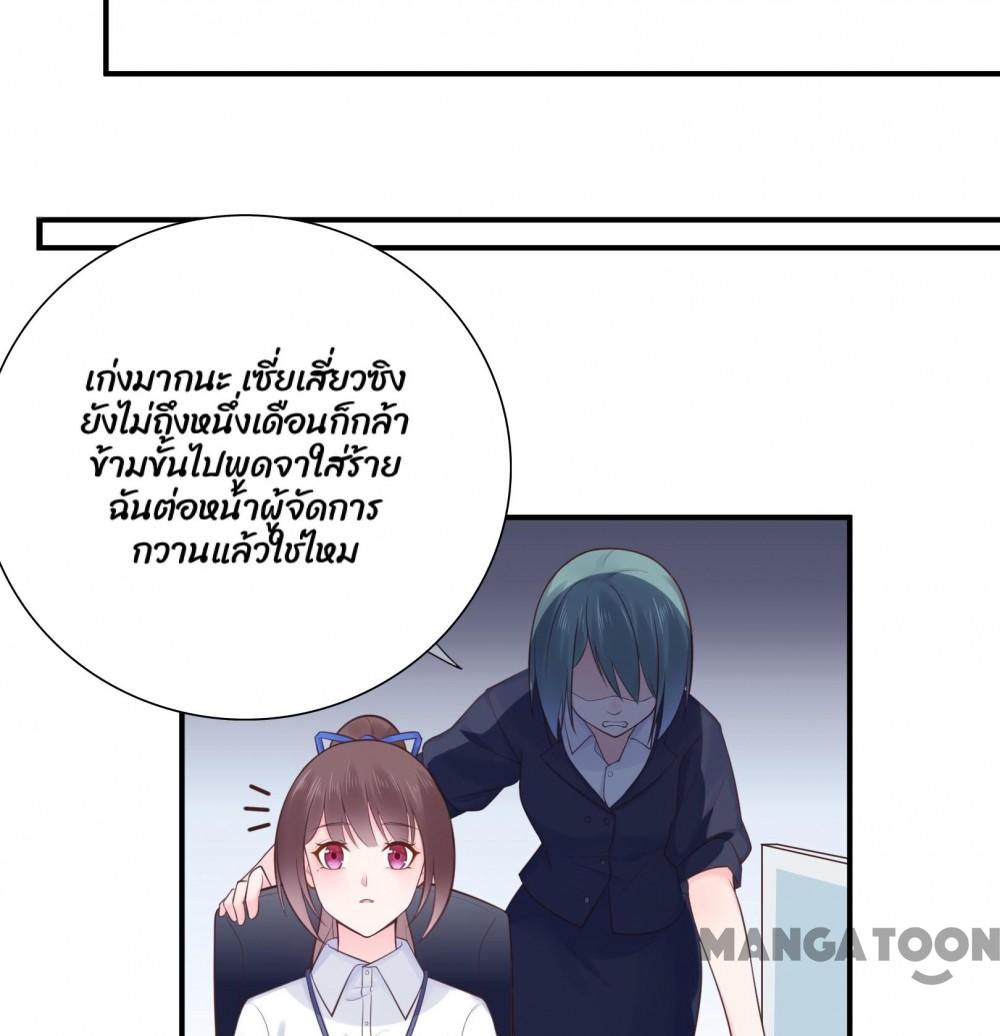 เก่งมากนะ เซี่ยเสี่ยวซิง
ยังไม่ถึงหนึ่งเดือนก็กล้า
ข้ามขั้นไปพูดจาใส่ร้าย
ฉันต่อหน้าผู้จัดการ
กวานแล้วใช่ไหม
MANGATOON